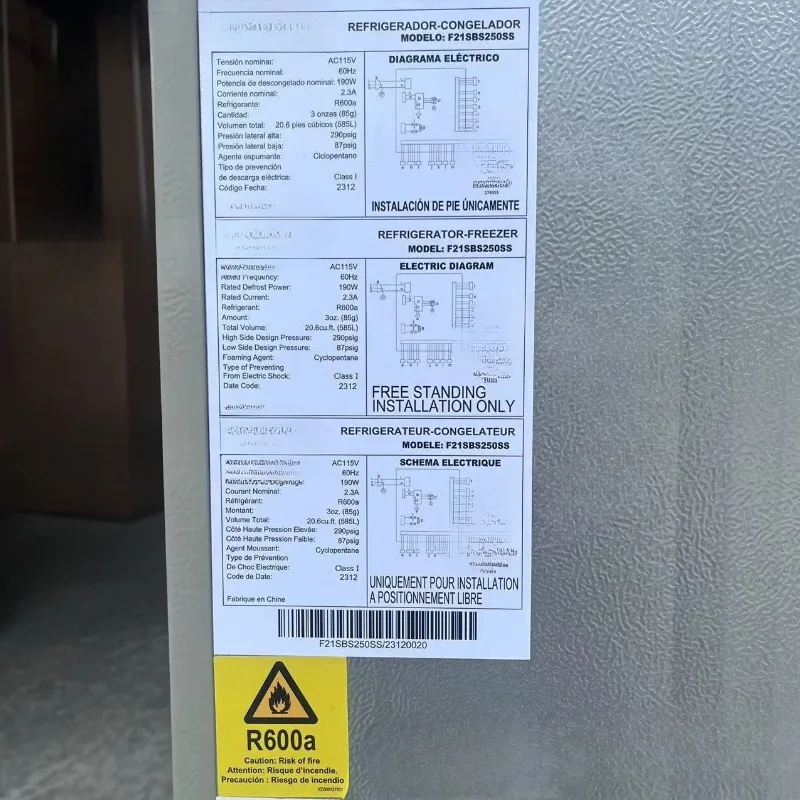 REFRIGERADOR-CONGELADOR
MODELO: F21SBS250SS
Tensión nominal: AC115V
Frecuencia nominal: 60Hz
Potencia de descongelado nominal: 190W
Corriente nominal: 2.3A
Refrigerante: R600a
Cantidad: 3 onzas (85g)
Volumen total: 20.6 pies cúbicos (585L)
Presión lateral alta: 290psig
Presión lateral baja: 87psig
Agente espumante: Ciclopentano
Tipo de prevención
de descarga eléctrica: Class I
Código Fecha: 2312
DIAGRAMA ELÉCTRICO
INSTALACIÓN DE PIE ÚNICAMENTE
REFRIGERATOR-FREEZER
MODEL: F21SBS250SS
AC115V
Rated Frequency: 60Hz
Rated Defrost Power: 190W
Rated Current: 2.3A
Refrigerant: R600a
Amount: 3oz. (85g)
Total Volume: 20.6cu.ft. (585L)
High Side Design Pressure: 290psig
Low Side Design Pressure: 87psig
Foaming Agent: Cyclopentane
Type of Preventing
From Electric Shock: Class I
Date Code: 2312
ELECTRIC DIAGRAM
FREE STANDING
INSTALLATION ONLY
REFRIGERATEUR-CONGELATEUR
MODELE: F21SBS250SS
AC115V
60Hz
190W
Courant Nominal: 2.3A
Réfrigérant: R600a
Montant: 3oz. (85g)
Volume Total: 20.6cu.ft. (585L)
Côté Haute Pression Elevée: 290psig
Côté Haute Pression Faible: 87psig
Agent Moussant: Cyclopentane
Type de Prévention
De Choc Electrique: Class I
Code de Date: 2312
Fabrique en Chine
SCHEMA ELECTRIQUE
UNIQUEMENT POUR INSTALLATION
A POSITIONNEMENT LIBRE
F21SBS250SS/23120020
R600a
Caution: Risk of fire
Attention: Risque d'incendie.
Precaución : Riesgo de incendio